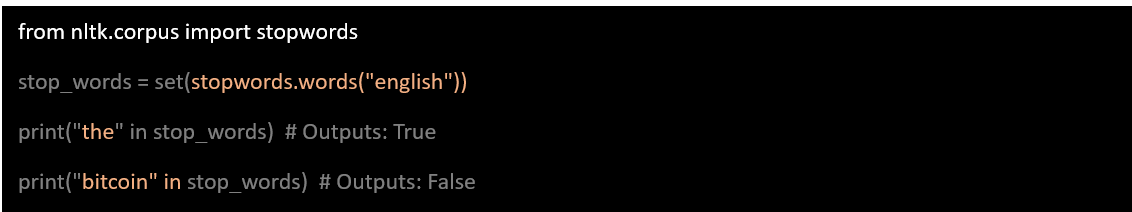 from nltk.corpus import stopwords
stop_words = set(stopwords.words("english"))
print("the" in stop_words)  # Outputs: True
print("bitcoin" in stop_words)  # Outputs: False